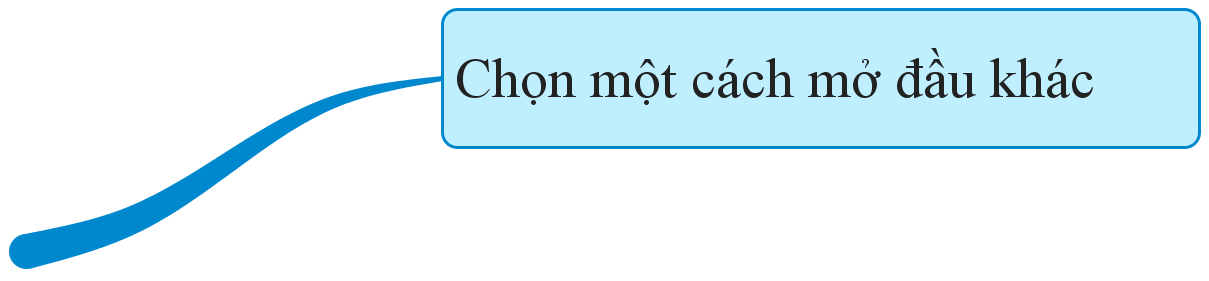 Chọn một cách mở đầu khác